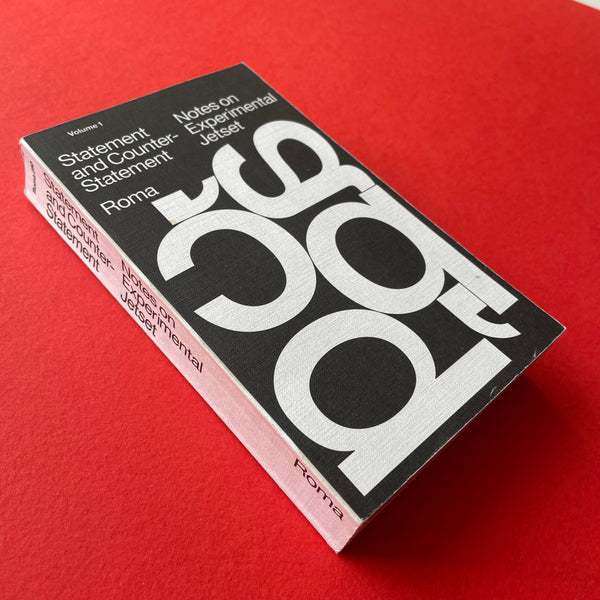 Volume 1
Statement
and Counter-
Statement
Notes on
Experimental
Jetset
Roma
Statement
and Counter-
Statement
Notes on
Experimental
Jetset
Roma